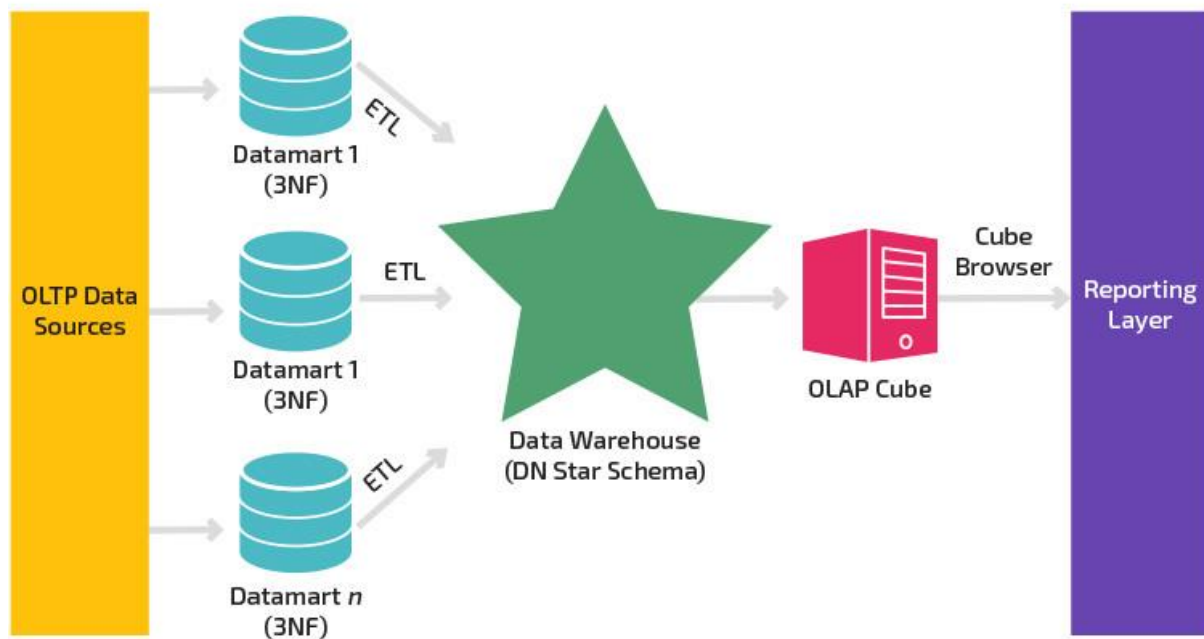 OLTP Data
Sources
Datamart 1
(3NF)
ETL
Datamart 1
(3NF)
ETL
Datamart n
(3NF)
ETL
Data Warehouse
(DN Star Schema)
OLAP Cube
Cube
Browser
Reporting
Layer